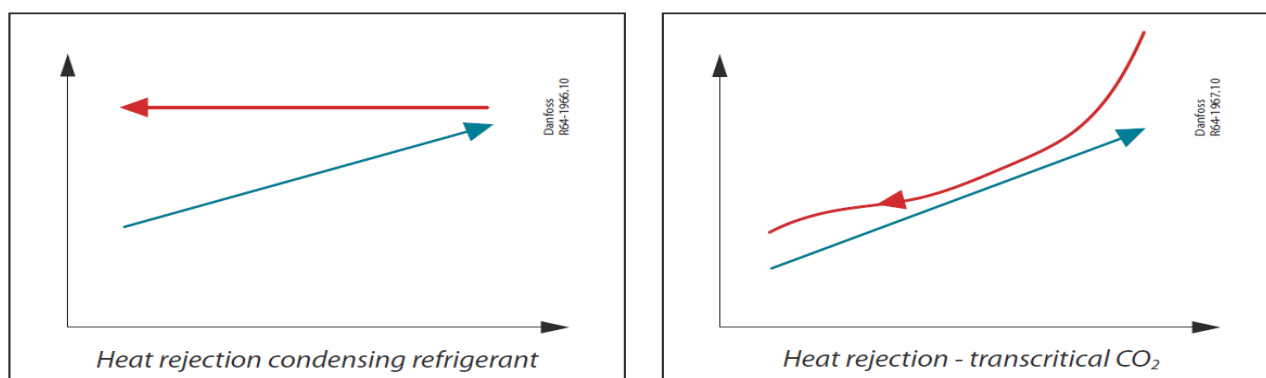 Danfoss
R64-1966.10
Heat rejection condensing refrigerant
Danfoss
R64-1967.10
Heat rejection - transcritical CO₂